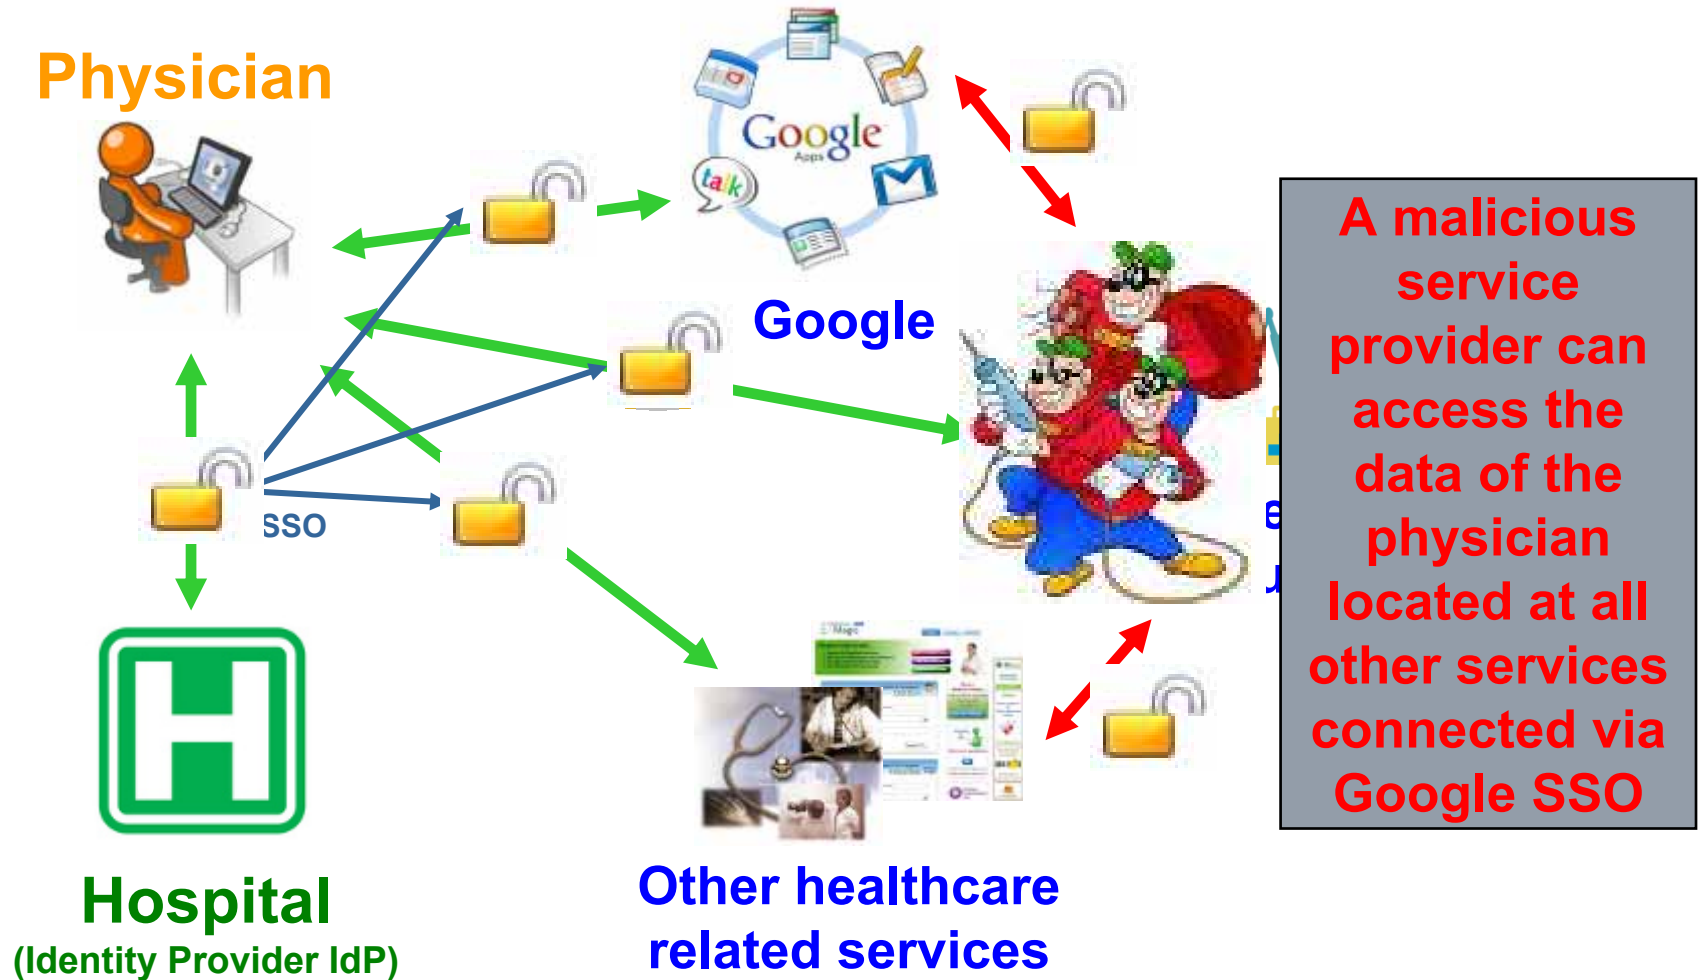 Physician
Google
Apps
talk
Google
A malicious
service
provider can
access the
data of the
physician
located at all
other services
connected via
Google SSO
SSO
Magic
H
Hospital
(Identity Provider IdP)
Other healthcare
related services